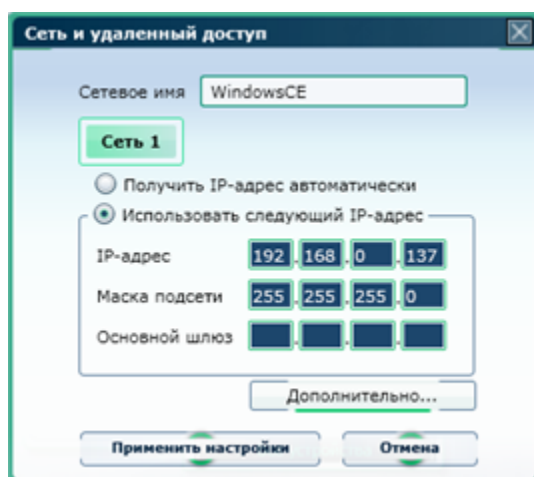 Сеть и удаленный доступ
Сетевое имя WindowsCE
Сеть 1
Получить IP-адрес автоматически
Использовать следующий IP-адрес
IP-адрес 192.168.0.137
Маска подсети 255.255.255.0
Основной шлюз . . .
Дополнительно...
Применить настройки Отмена